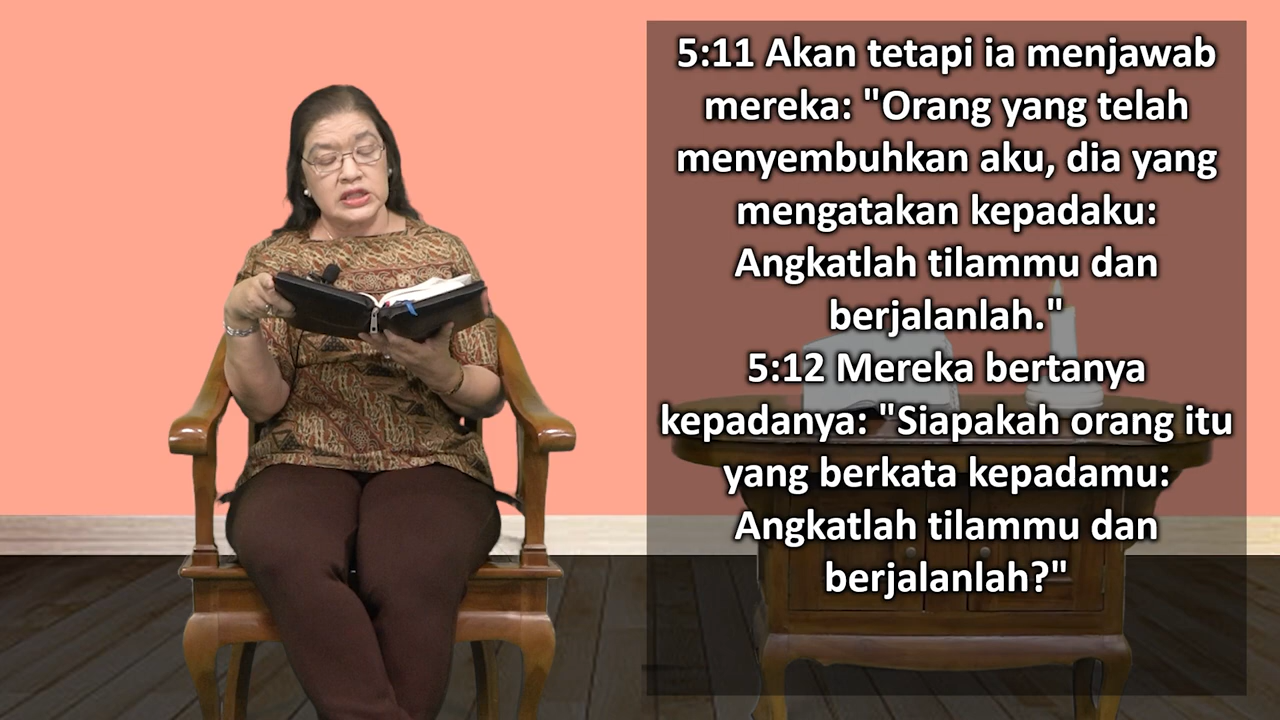 5:11 Akan tetapi ia menjawab
mereka: "Orang yang telah
menyembuhkan aku, dia yang
mengatakan kepadaku:
Angkatlah tilammu dan
berjalanlah."
5:12 Mereka bertanya
kepadanya: "Siapakah orang itu
yang berkata kepadamu:
Angkatlah tilammu dan
berjalanlah?"